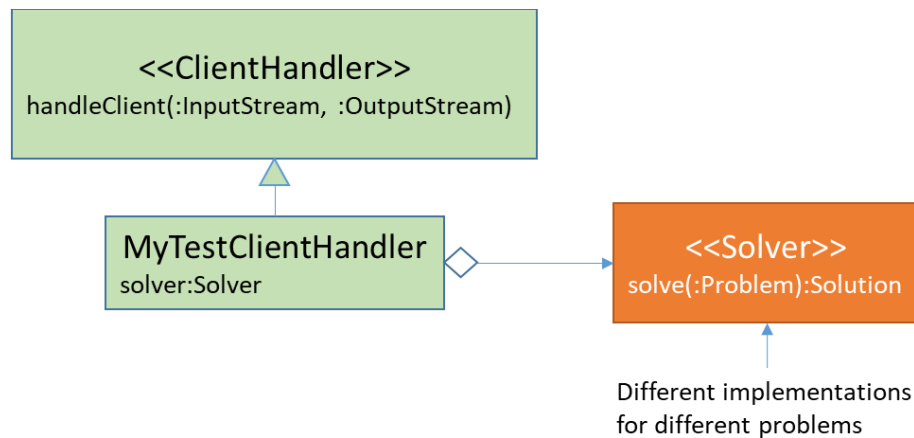 <<ClientHandler>>
handleClient(:InputStream, :OutputStream)
MyTestClientHandler
solver:Solver
<<Solver>>
solve(:Problem):Solution
Different implementations
for different problems